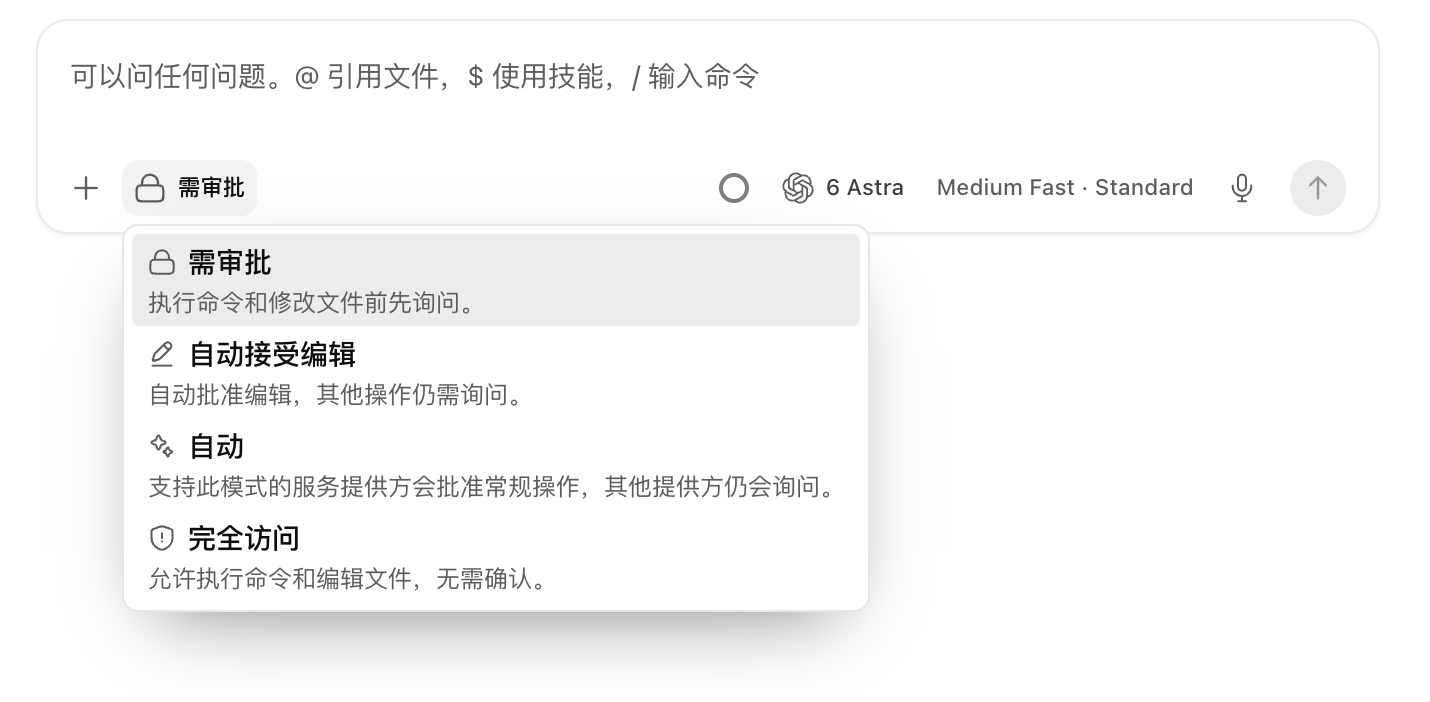 可以问任何问题。@ 引用文件，$ 使用技能，/ 输入命令
需审批
6 Astra
Medium Fast · Standard
需审批
执行命令和修改文件前先询问。
自动接受编辑
自动批准编辑，其他操作仍需询问。
自动
支持此模式的服务提供方会批准常规操作，其他提供方仍会询问。
完全访问
允许执行命令和编辑文件，无需确认。